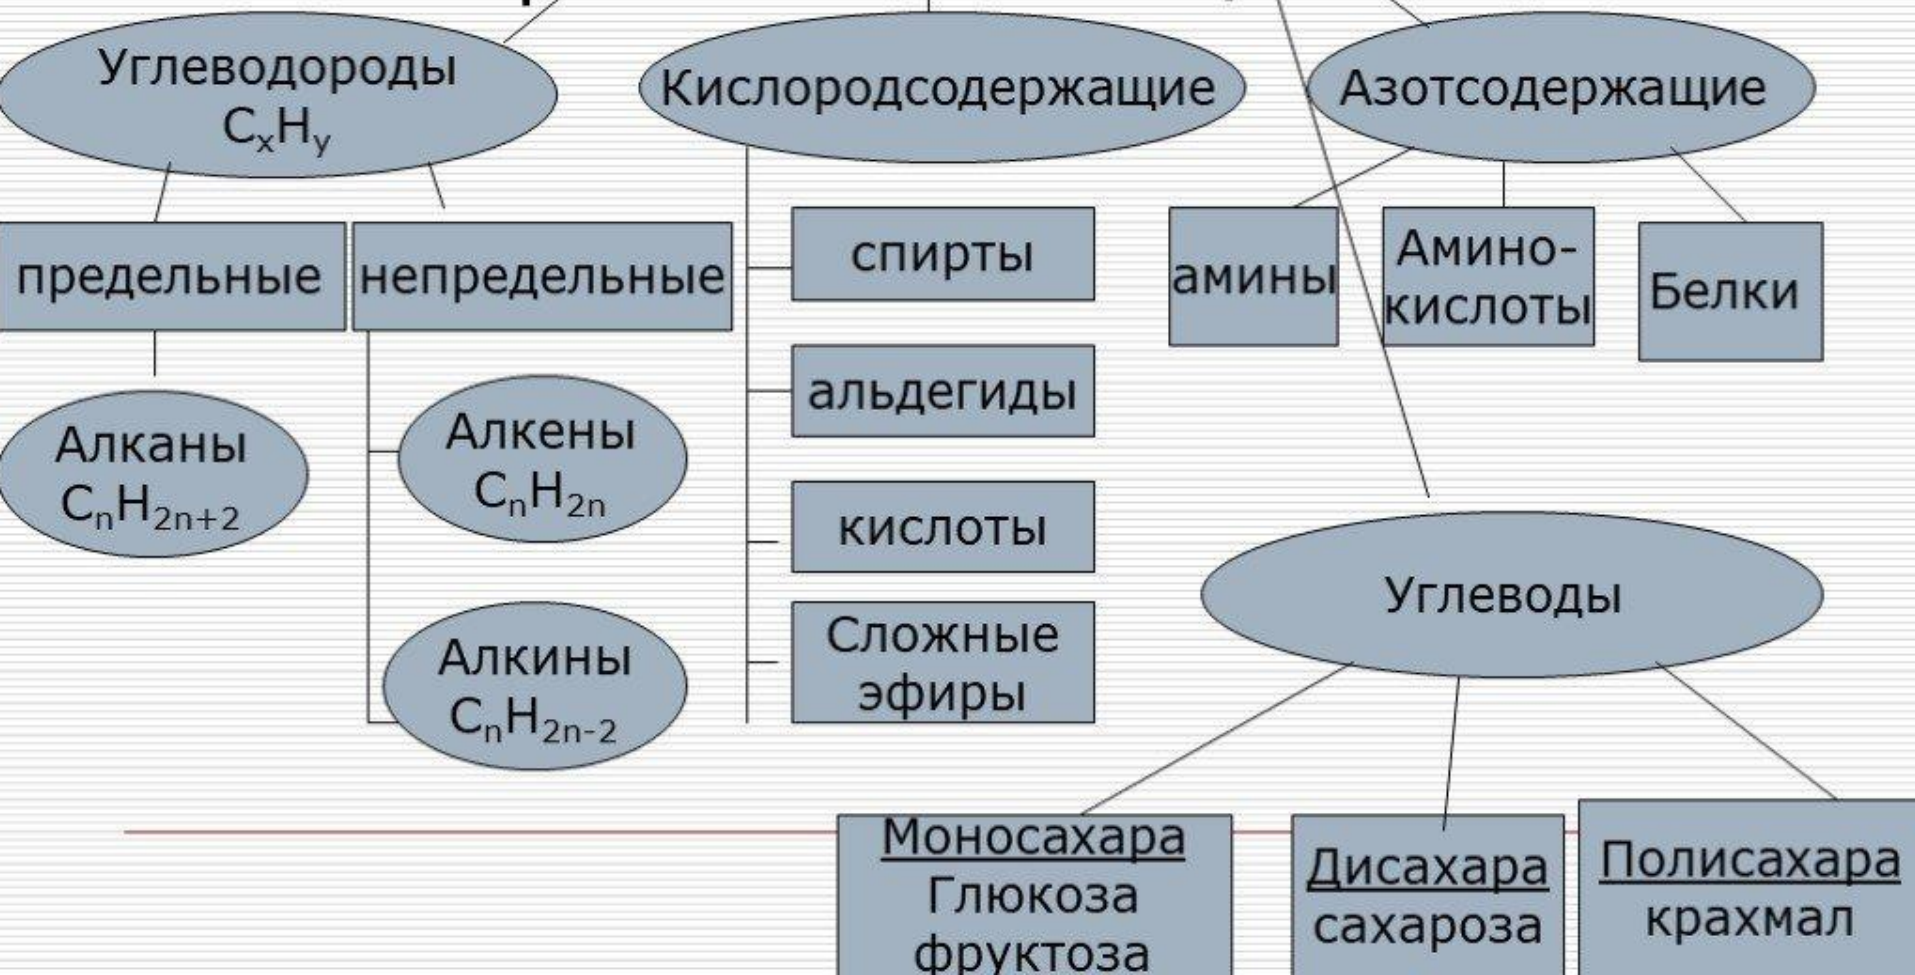 Углеводороды
CxHy
Кислородсодержащие
Азотсодержащие
предельные
непредельные
спирты
амины
Амино-
кислоты
Белки
альдегиды
Алканы
CnH2n+2
Алкены
CnH2n
кислоты
Углеводы
Сложные
эфиры
Алкины
CnH2n-2
Моносахара
Глюкоза
фруктоза
Дисахара
сахароза
Полисахара
крахмал